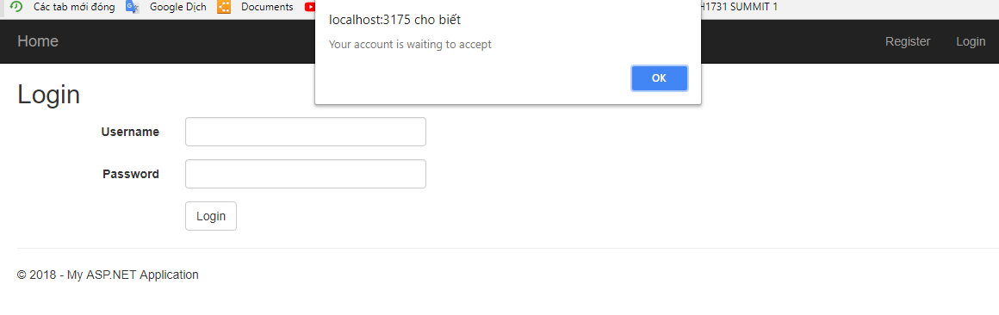 Các tab mới đóng Google Dịch Documents H1731 SUMMIT 1
localhost:3175 cho biết
Your account is waiting to accept
OK
Home Register Login
Login
Username
Password
Login
© 2018 - My ASP.NET Application